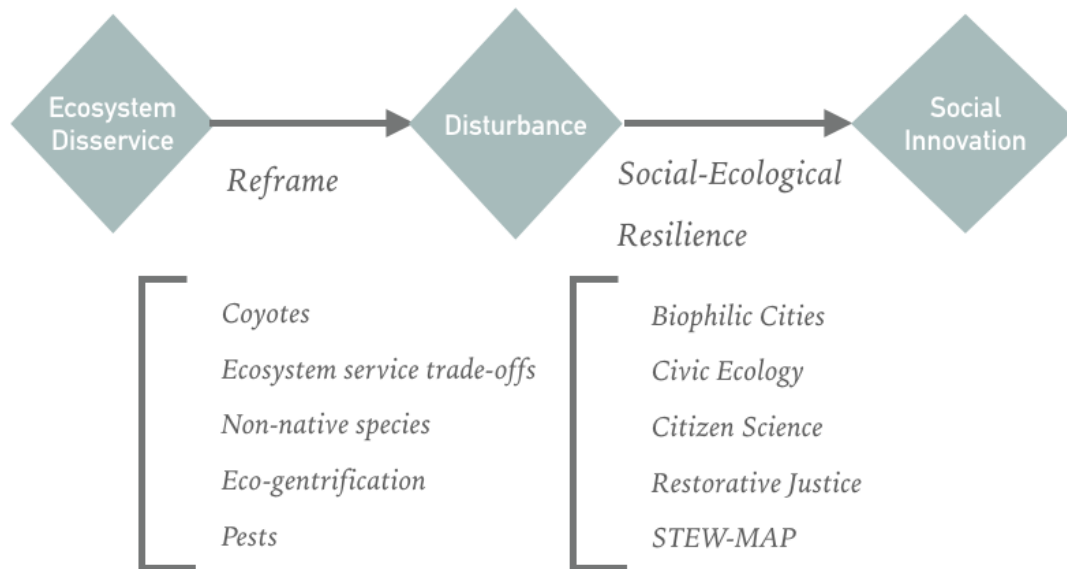 Ecosystem
Disservice
Disturbance
Social
Innovation
Reframe
Social-Ecological
Resilience
Coyotes
Ecosystem service trade-offs
Non-native species
Eco-gentrification
Pests
Biophilic Cities
Civic Ecology
Citizen Science
Restorative Justice
STEW-MAP